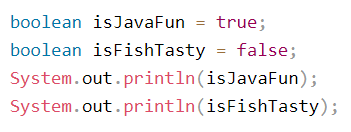 boolean isJavaFun = true;
boolean isFishTasty = false;
System.out.println(isJavaFun);
System.out.println(isFishTasty);